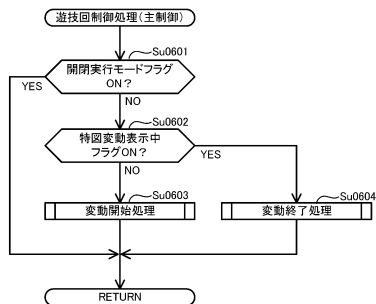 遊技回制御処理（主制御）
Su0601
開閉実行モードフラグ
ON？
YES
NO
Su0602
特図変動表示中
フラグON？
YES
NO
Su0603
変動開始処理
Su0604
変動終了処理
RETURN